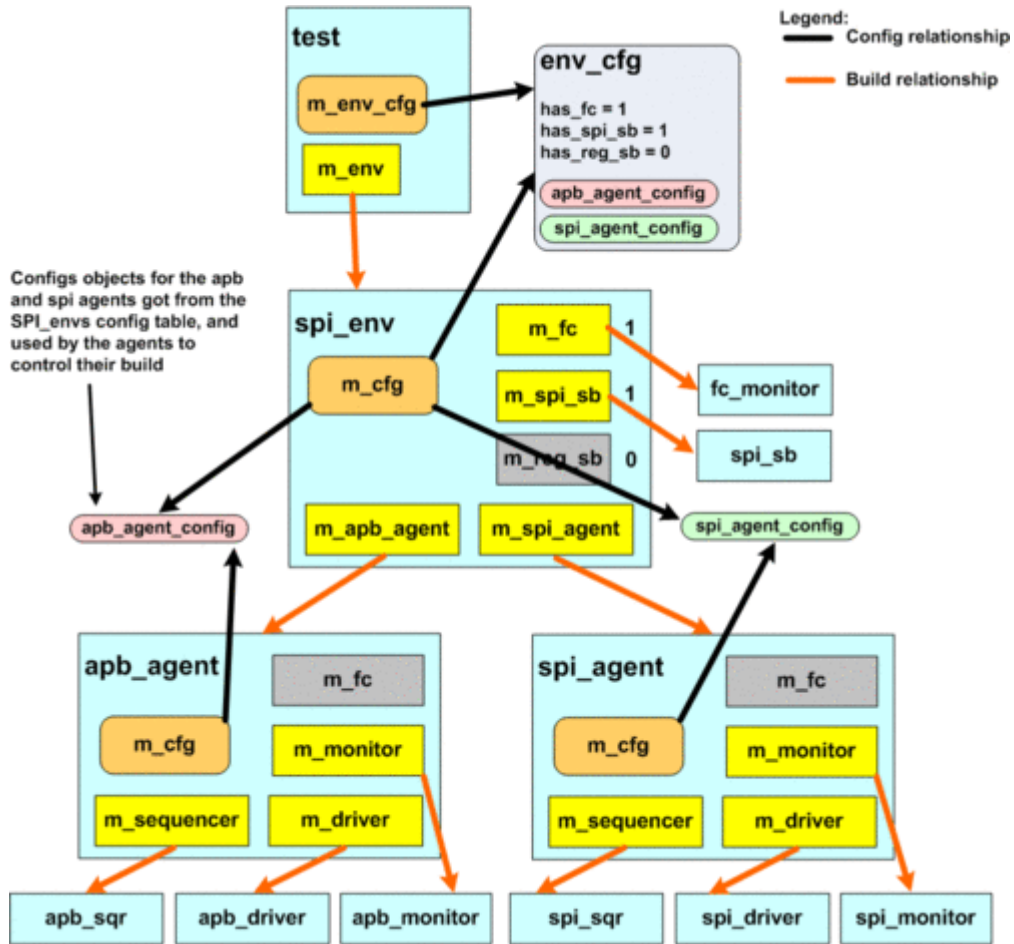 Legend:
Config relationship
Build relationship
test
m_env_cfg
m_env
env_cfg
has_fc = 1
has_spi_sb = 1
has_reg_sb = 0
apb_agent_config
spi_agent_config
Configs objects for the apb
and spi agents got from the
SPI_envs config table, and
used by the agents to
control their build
spi_env
m_cfg
m_fc 1
m_spi_sb 1
m_reg_sb 0
m_apb_agent
m_spi_agent
fc_monitor
spi_sb
apb_agent_config
spi_agent_config
apb_agent
m_fc
m_cfg
m_monitor
m_sequencer
m_driver
spi_agent
m_fc
m_cfg
m_monitor
m_sequencer
m_driver
apb_sqr
apb_driver
apb_monitor
spi_sqr
spi_driver
spi_monitor